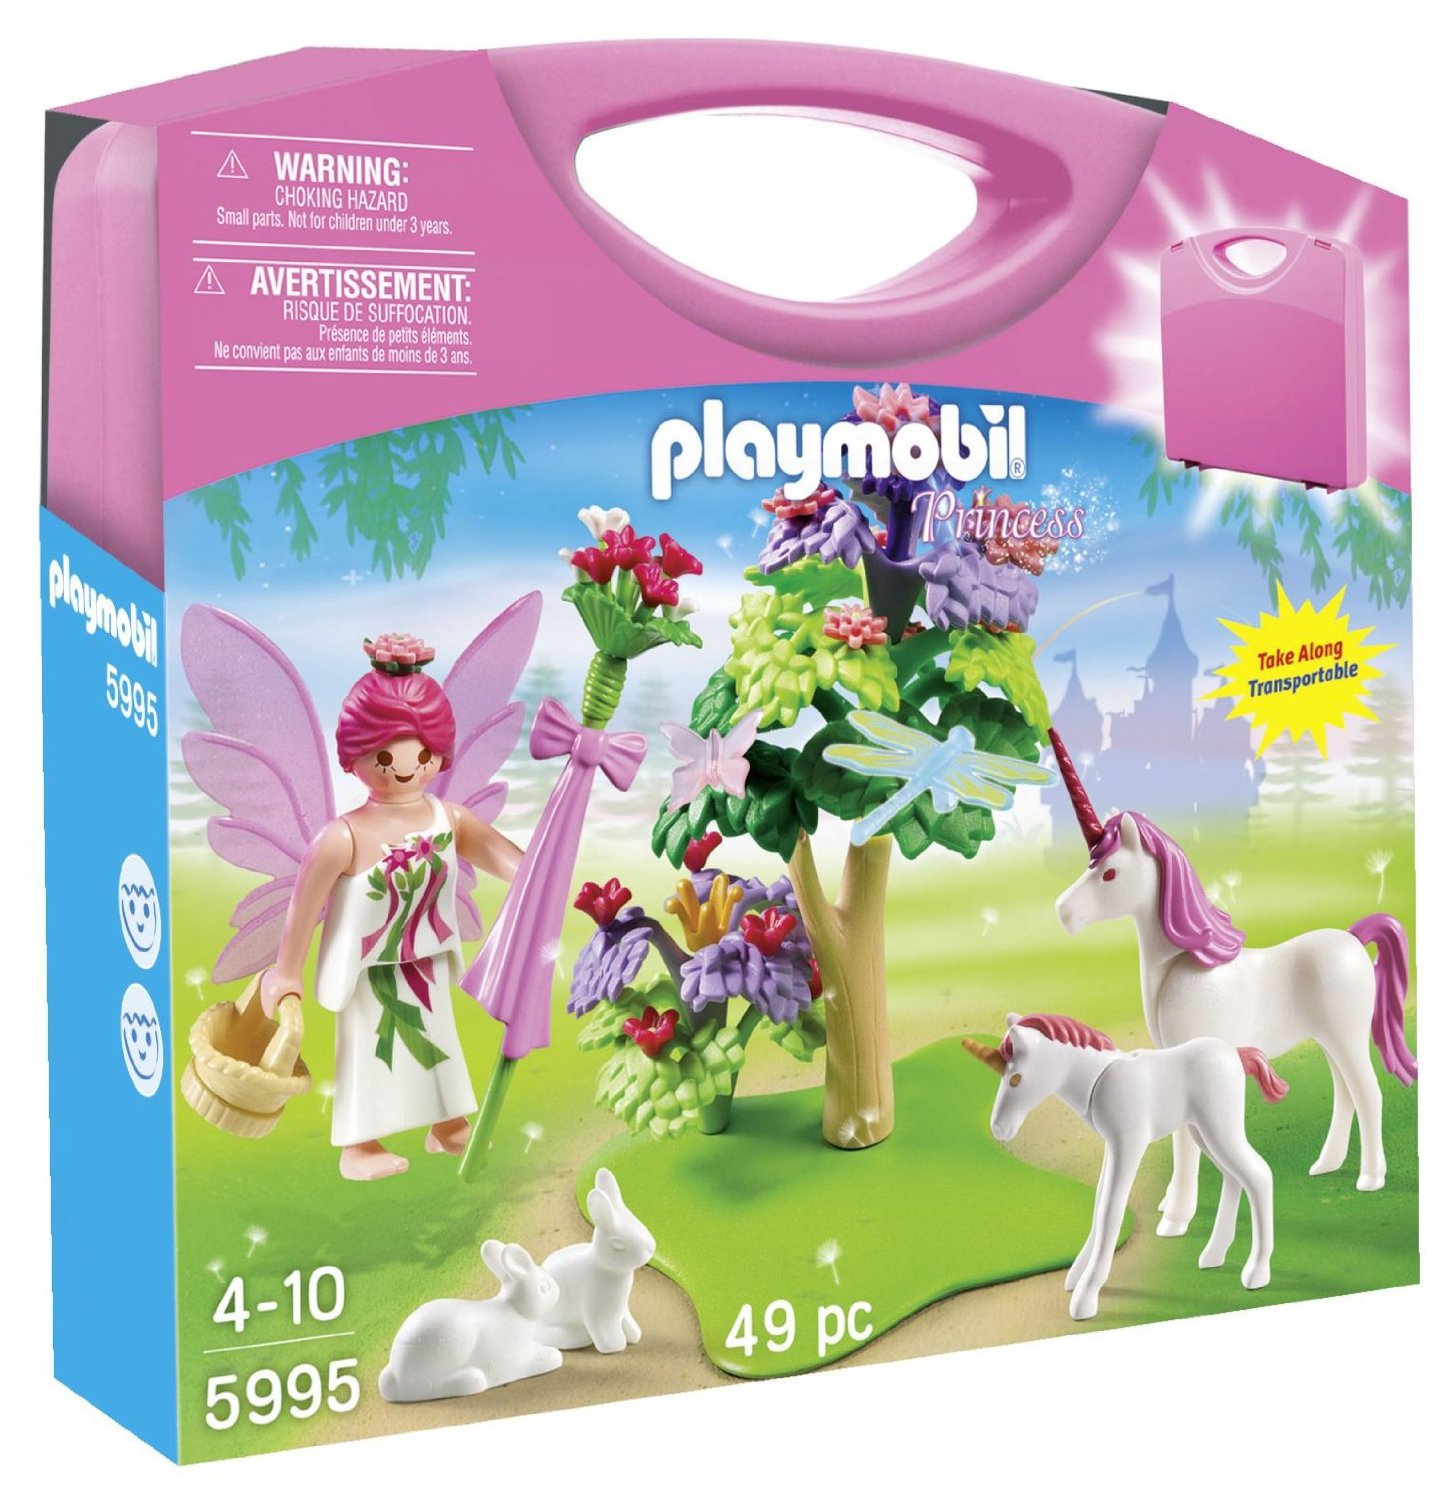 WARNING:
CHOKING HAZARD
Small parts. Not for children under 3 years.
AVERTISSEMENT:
RISQUE DE SUFFOCATION.
Présence de petits éléments.
Ne convient pas aux enfants de moins de 3 ans.
playmobil®
Princess
Take Along
Transportable
playmobil
5995
4-10
5995
49 pc